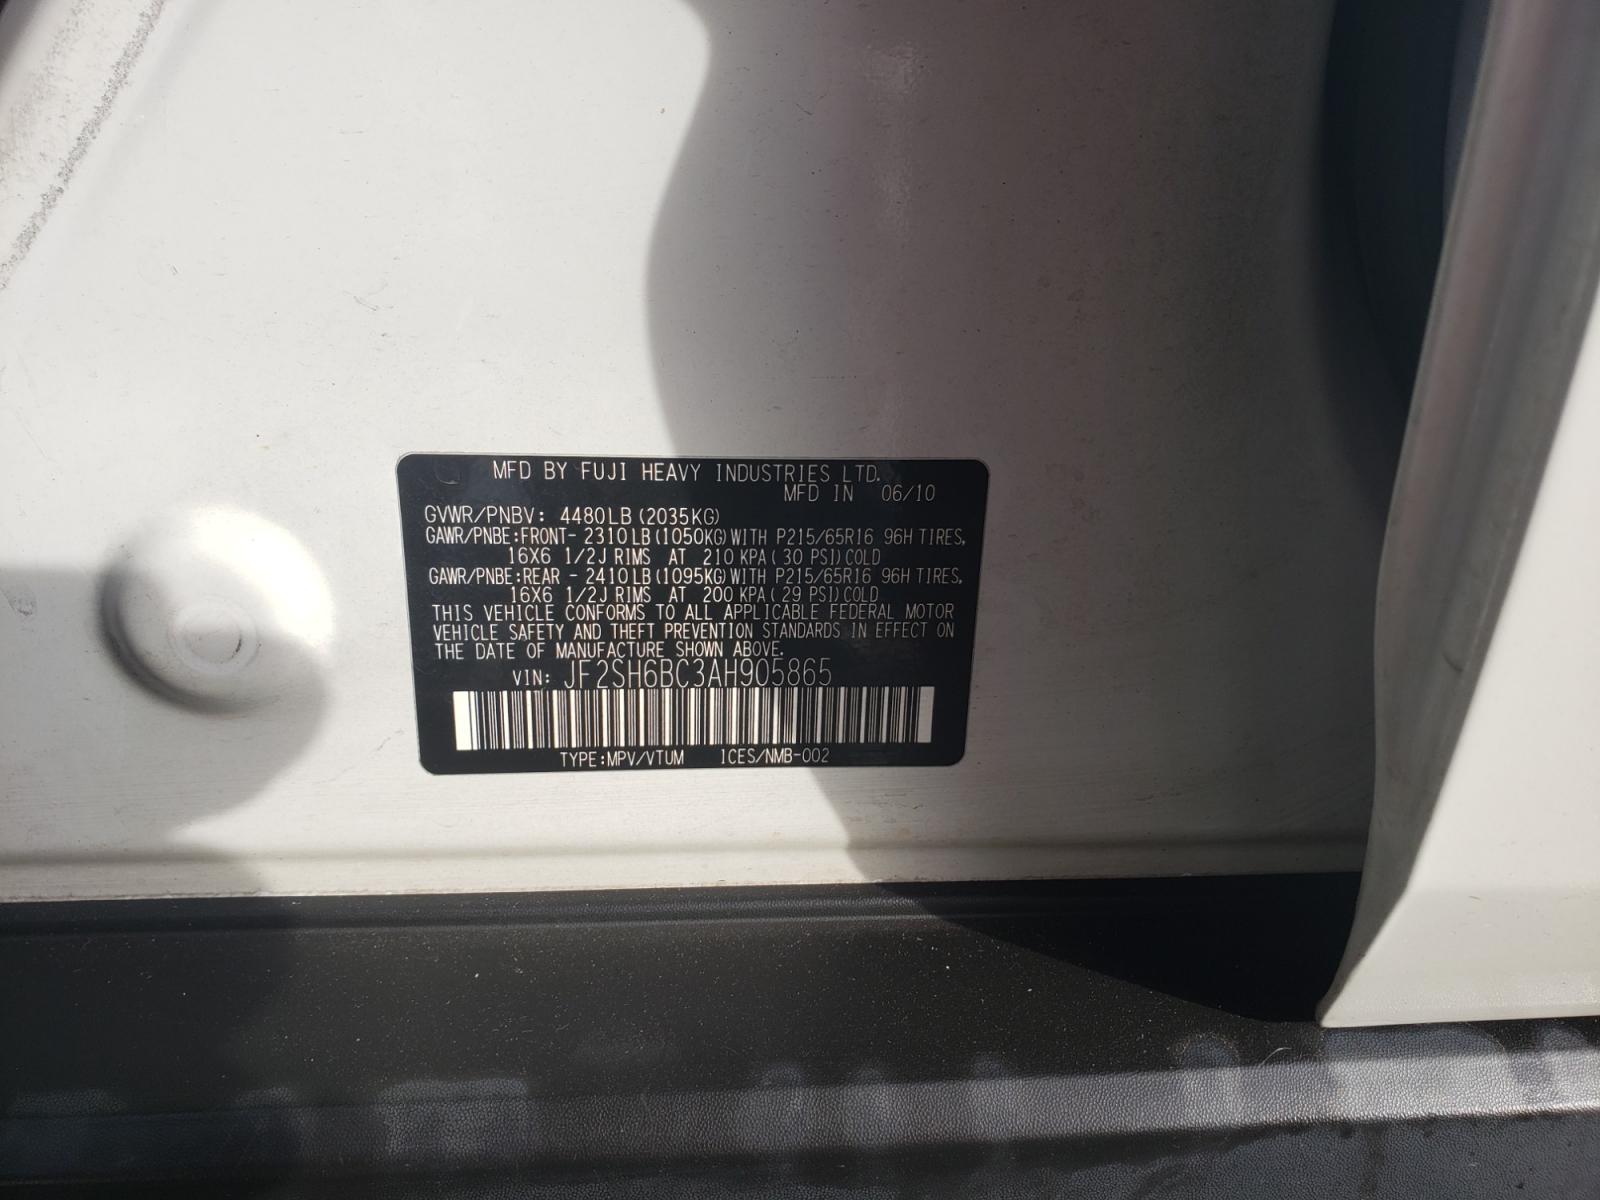 MFD BY FUJI HEAVY INDUSTRIES LTD.
MFD IN 06/10
GVWR/PNBV: 4480LB(2035KG)
GAWR/PNBE:FRONT- 2310LB(1050KG)WITH P215/65R16 96H TIRES,
16X6 1/2J RIMS AT 210 KPA(30 PSI)COLD
GAWR/PNBE:REAR - 2410LB(1095KG)WITH P215/65R16 96H TIRES,
16X6 1/2J RIMS AT 200 KPA(29 PSI)COLD
THIS VEHICLE CONFORMS TO ALL APPLICABLE FEDERAL MOTOR
VEHICLE SAFETY AND THEFT PREVENTION STANDARDS IN EFFECT ON
THE DATE OF MANUFACTURE SHOWN ABOVE.
VIN: JF2SH6BC3AH905865
TYPE:MPV/VTUM ICES/NMB-002